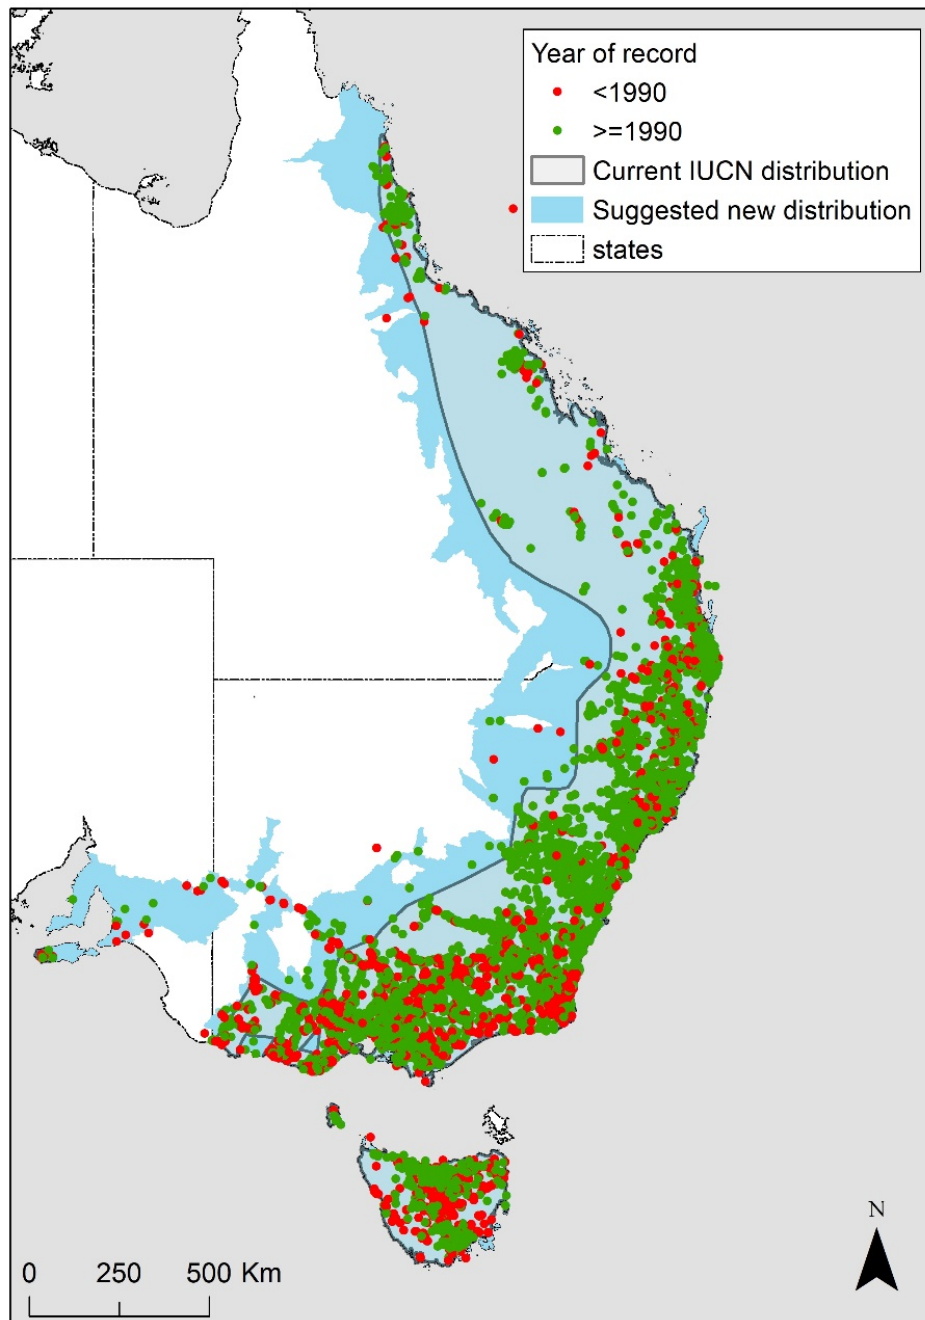 Year of record
<1990
>=1990
Current IUCN distribution
Suggested new distribution
states
N
0 250 500 Km